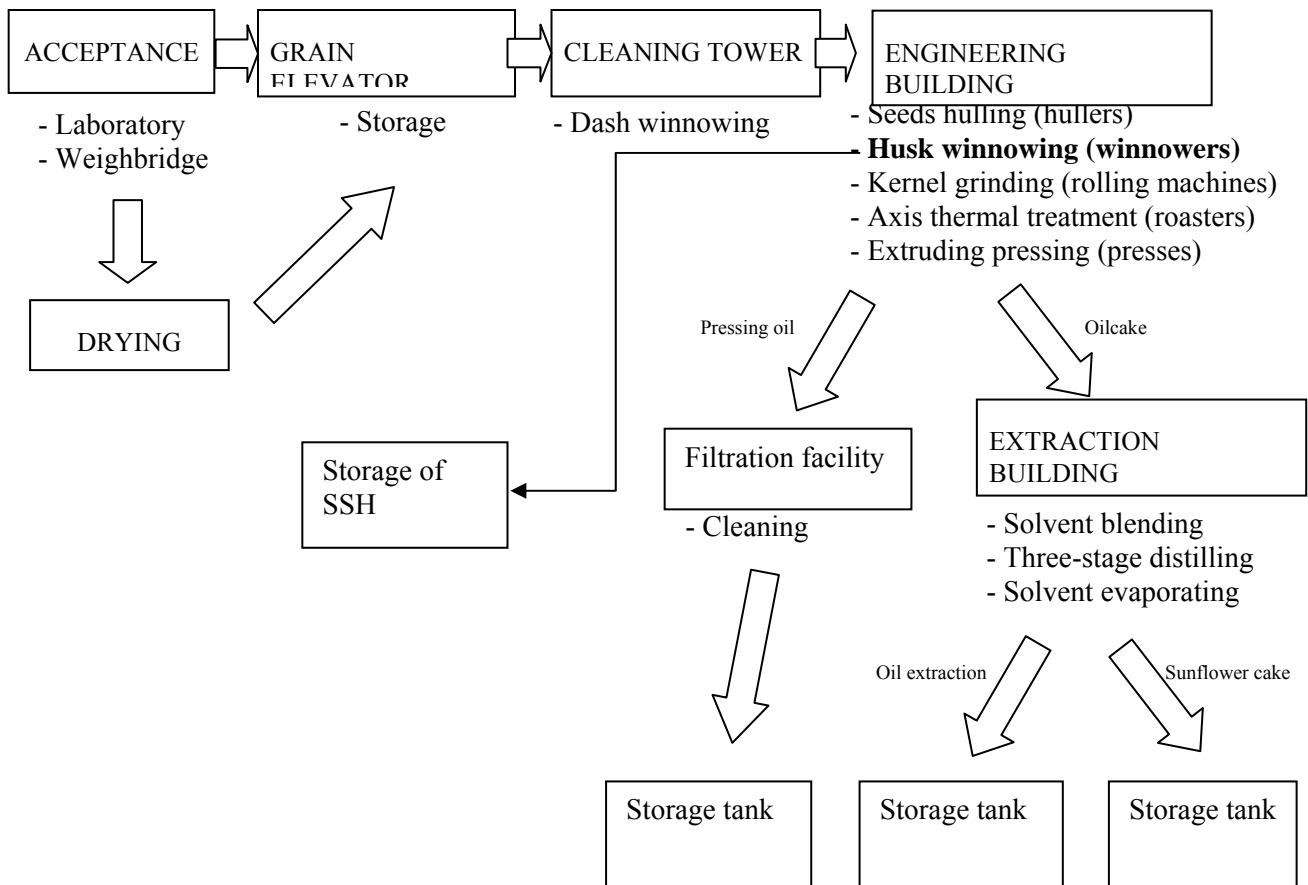 ACCEPTANCE
GRAIN
ELEVATOR
CLEANING TOWER
ENGINEERING
BUILDING
- Laboratory
- Weighbridge
- Storage
- Dash winnowing
- Seeds hulling (hullers)
- Husk winnowing (winnowers)
- Kernel grinding (rolling machines)
- Axis thermal treatment (roasters)
- Extruding pressing (presses)
DRYING
Pressing oil
Oilcake
Storage of
SSH
Filtration facility
- Cleaning
EXTRACTION
BUILDING
- Solvent blending
- Three-stage distilling
- Solvent evaporating
Oil extraction
Sunflower cake
Storage tank
Storage tank
Storage tank